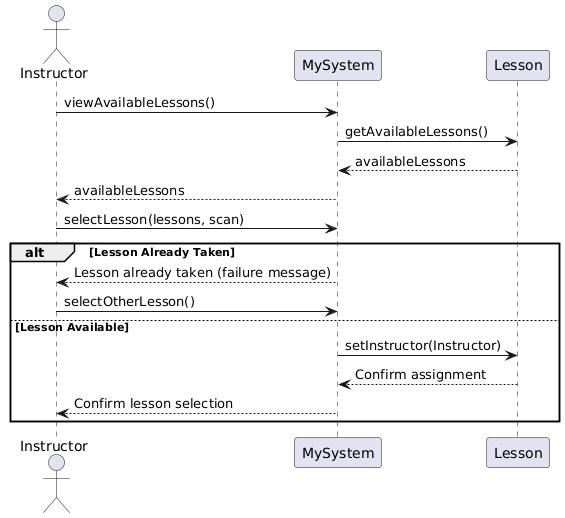 Instructor
MySystem
Lesson
viewAvailableLessons()
getAvailableLessons()
availableLessons
availableLessons
selectLesson(lessons, scan)
alt [Lesson Already Taken]
Lesson already taken (failure message)
selectOtherLesson()
[Lesson Available]
setInstructor(Instructor)
Confirm assignment
Confirm lesson selection
Instructor
MySystem
Lesson